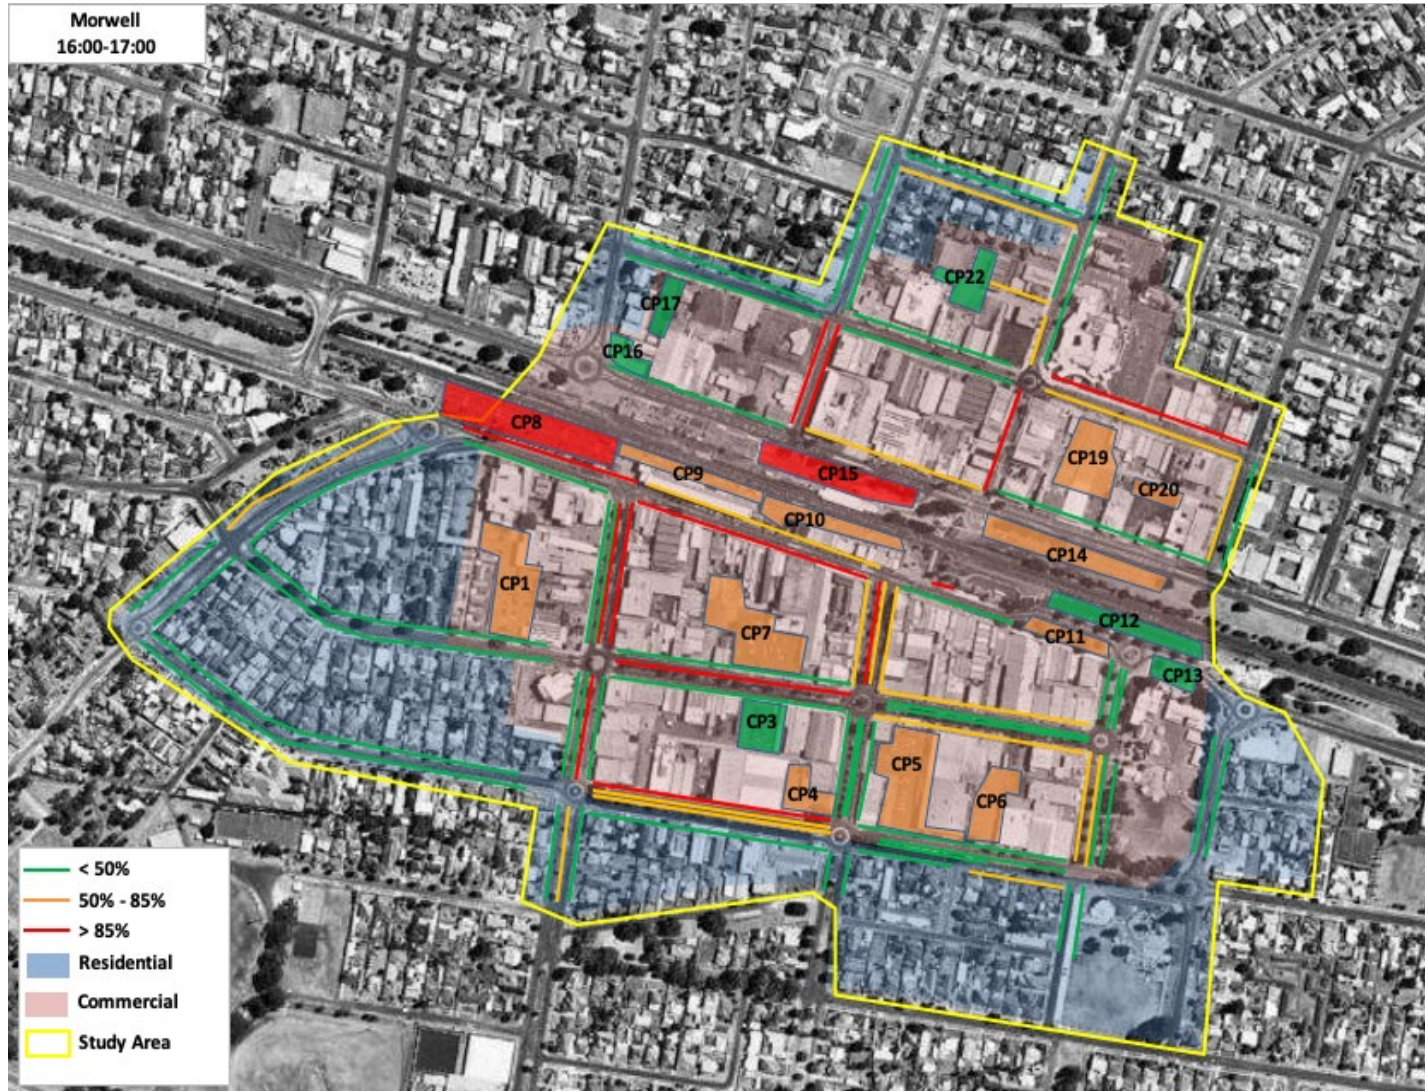 Morwell
16:00-17:00
CP22
CP17
CP16
CP8
CP9
CP15
CP19
CP20
CP10
CP14
CP1
CP7
CP12
CP11
CP13
CP3
CP5
CP4
CP6
< 50%
50% - 85%
> 85%
Residential
Commercial
Study Area